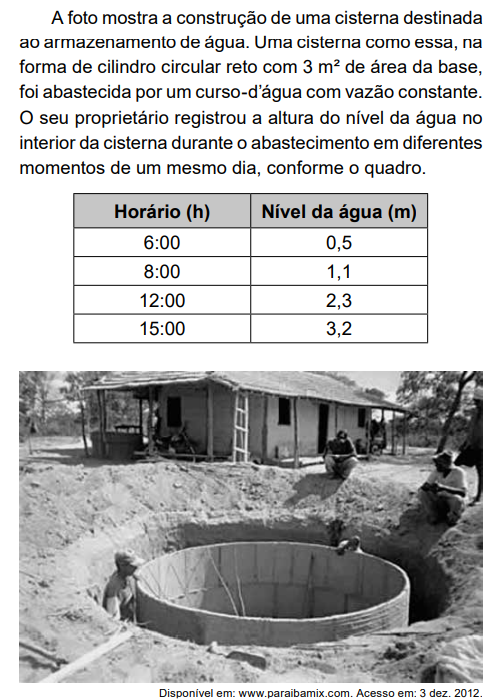 A foto mostra a construção de uma cisterna destinada
ao armazenamento de água. Uma cisterna como essa, na
forma de cilindro circular reto com 3 m² de área da base,
foi abastecida por um curso-d’água com vazão constante.
O seu proprietário registrou a altura do nível da água no
interior da cisterna durante o abastecimento em diferentes
momentos de um mesmo dia, conforme o quadro.
Horário (h) Nível da água (m)
6:00 0,5
8:00 1,1
12:00 2,3
15:00 3,2
Disponível em: www.paraibamix.com. Acesso em: 3 dez. 2012.